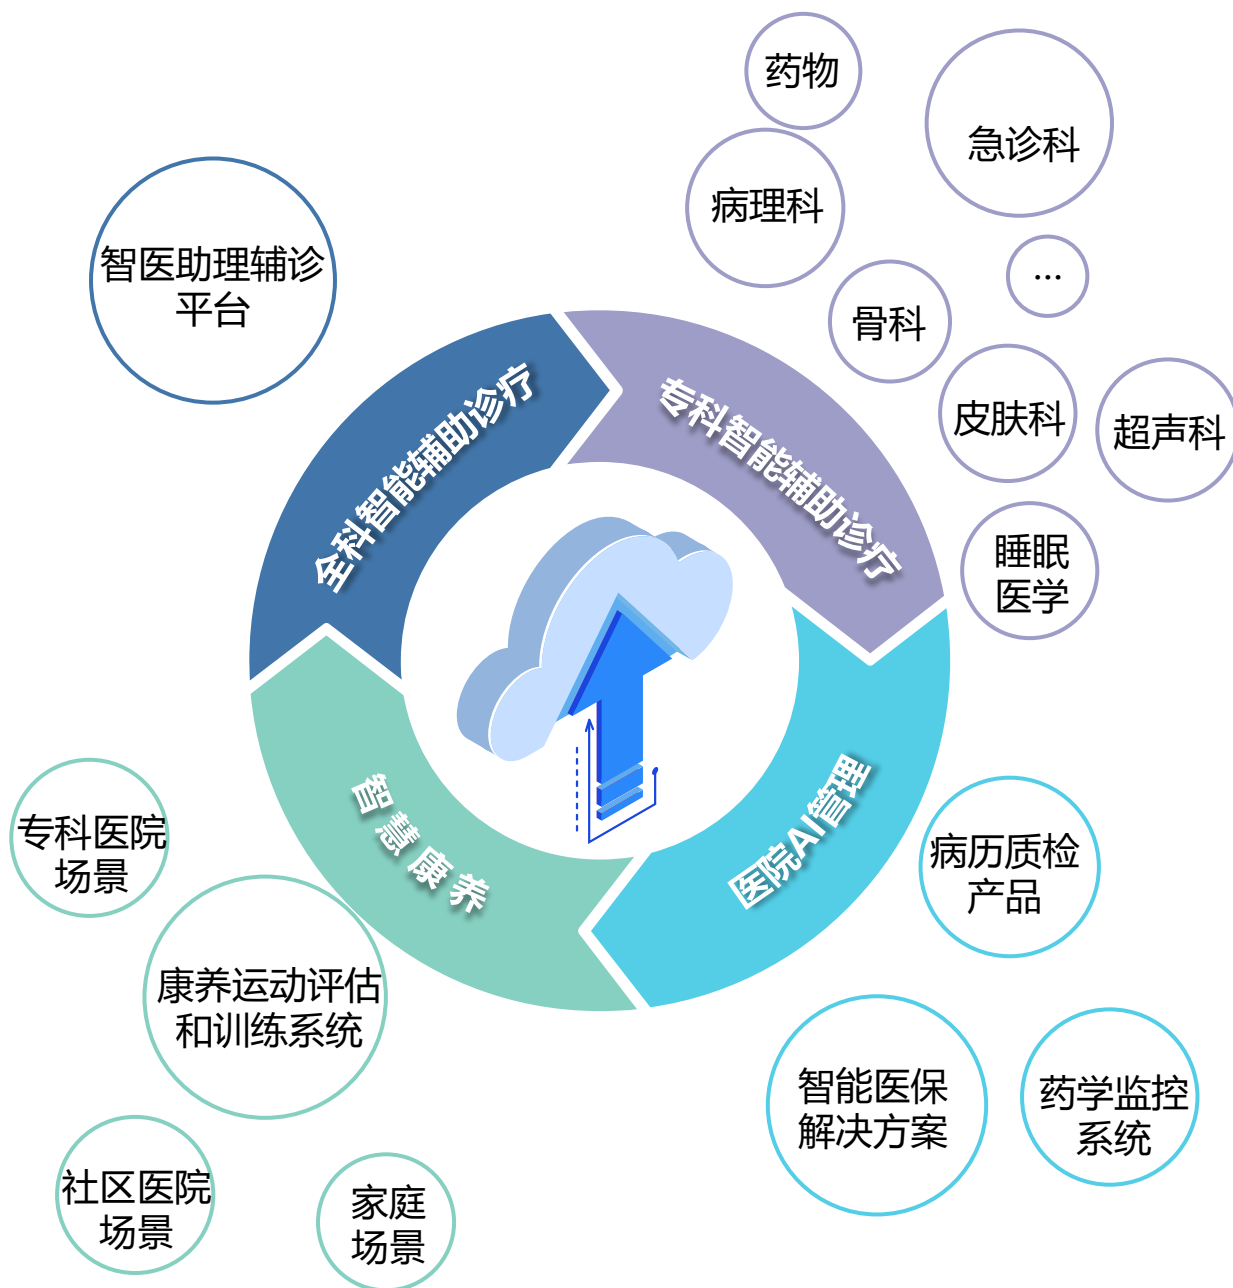 药物
急诊科
病理科
智医助理辅诊
平台
...
骨科
皮肤科
超声科
睡眠
医学
全科智能辅助诊疗
专科智能辅助诊疗
智慧康养
医院AI管理
专科医院
场景
康养运动评估
和训练系统
社区医院
场景
家庭
场景
病历质检
产品
智能医保
解决方案
药学监控
系统